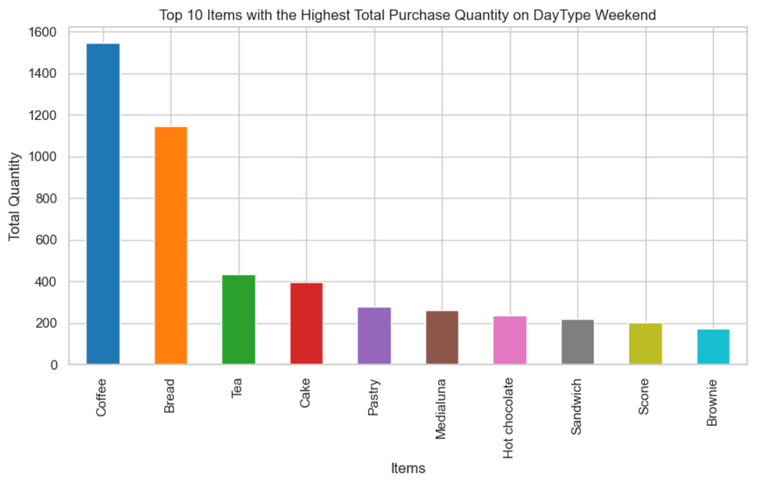 Top 10 Items with the Highest Total Purchase Quantity on DayType Weekend
Total Quantity
1600
1400
1200
1000
800
600
400
200
0
Coffee
Bread
Tea
Cake
Pastry
Medialuna
Hot chocolate
Sandwich
Scone
Brownie
Items